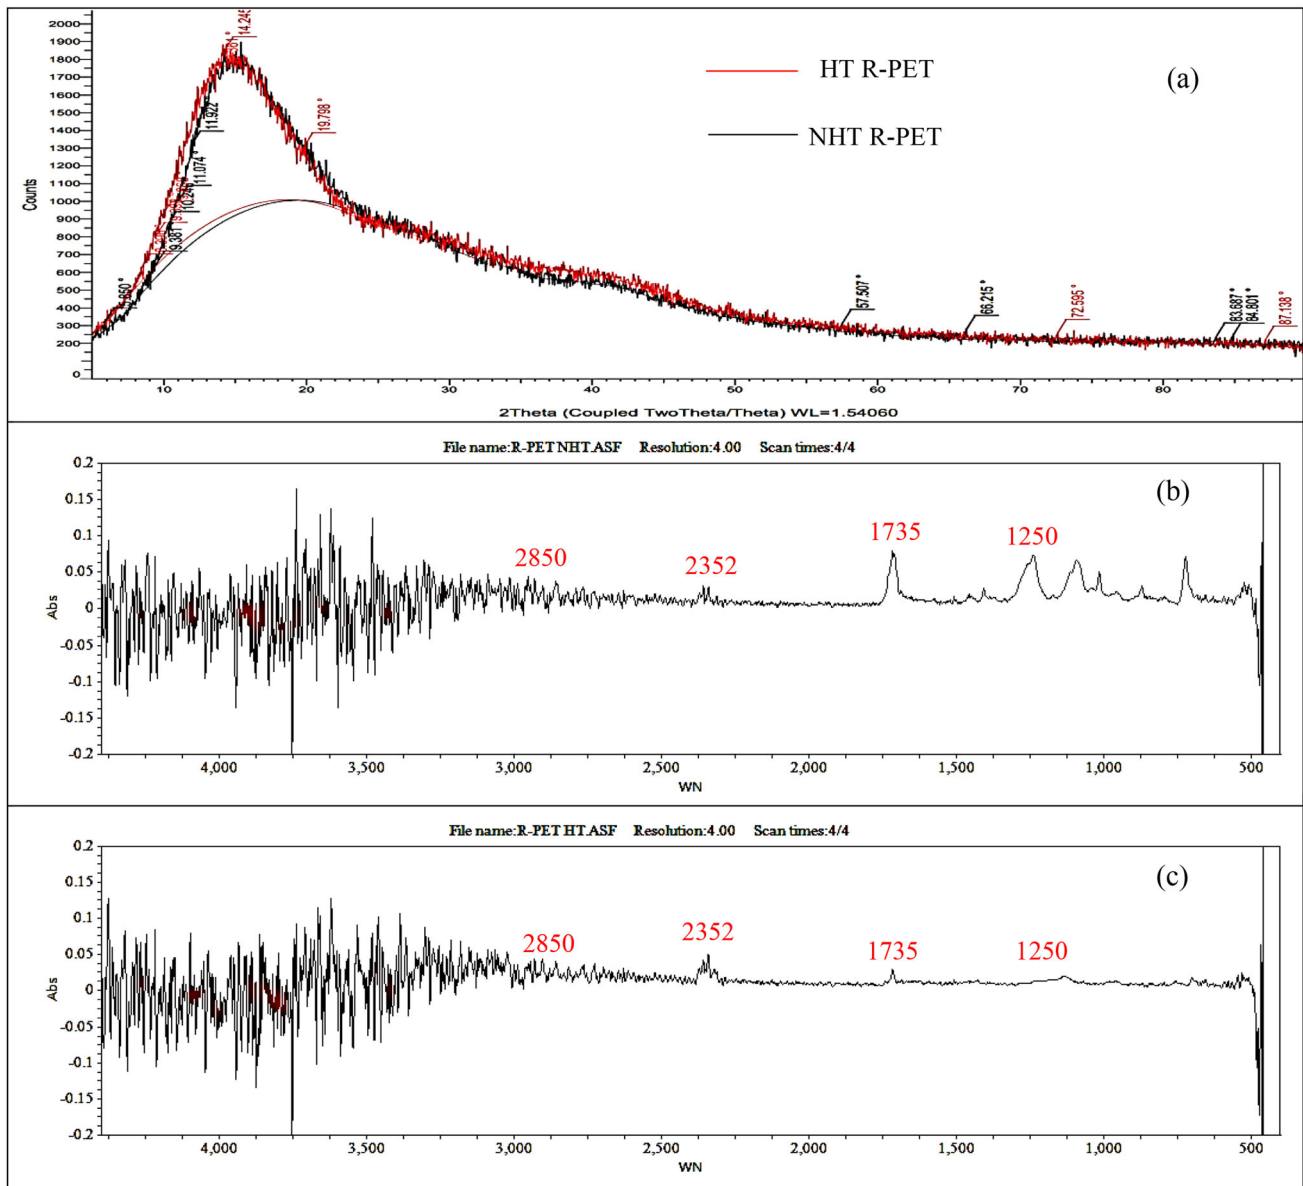 2000
1900
1800
1700
1600
1500
1400
1300
1200
1100
1000
900
800
700
600
500
400
300
200
100
0
Counts
14.246
11.922
11.074°
10.246
9.381
19.798°
57.507°
66.215°
72.595°
83.687°
84.801°
87.138°
HT R-PET
NHT R-PET
(a)
10 20 30 40 50 60 70 80
2Theta (Coupled TwoTheta/Theta) WL=1.54060
File name:R-PET NHT.ASF Resolution:4.00 Scan times:4/4
(b)
0.2
0.15
0.1
0.05
0
-0.05
-0.1
-0.15
-0.2
Abs
2850 2352 1735 1250
4,000 3,500 3,000 2,500 2,000 1,500 1,000 500
WN
File name:R-PET HT.ASF Resolution:4.00 Scan times:4/4
(c)
0.2
0.15
0.1
0.05
0
-0.05
-0.1
-0.15
-0.2
Abs
2850 2352 1735 1250
4,000 3,500 3,000 2,500 2,000 1,500 1,000 500
WN